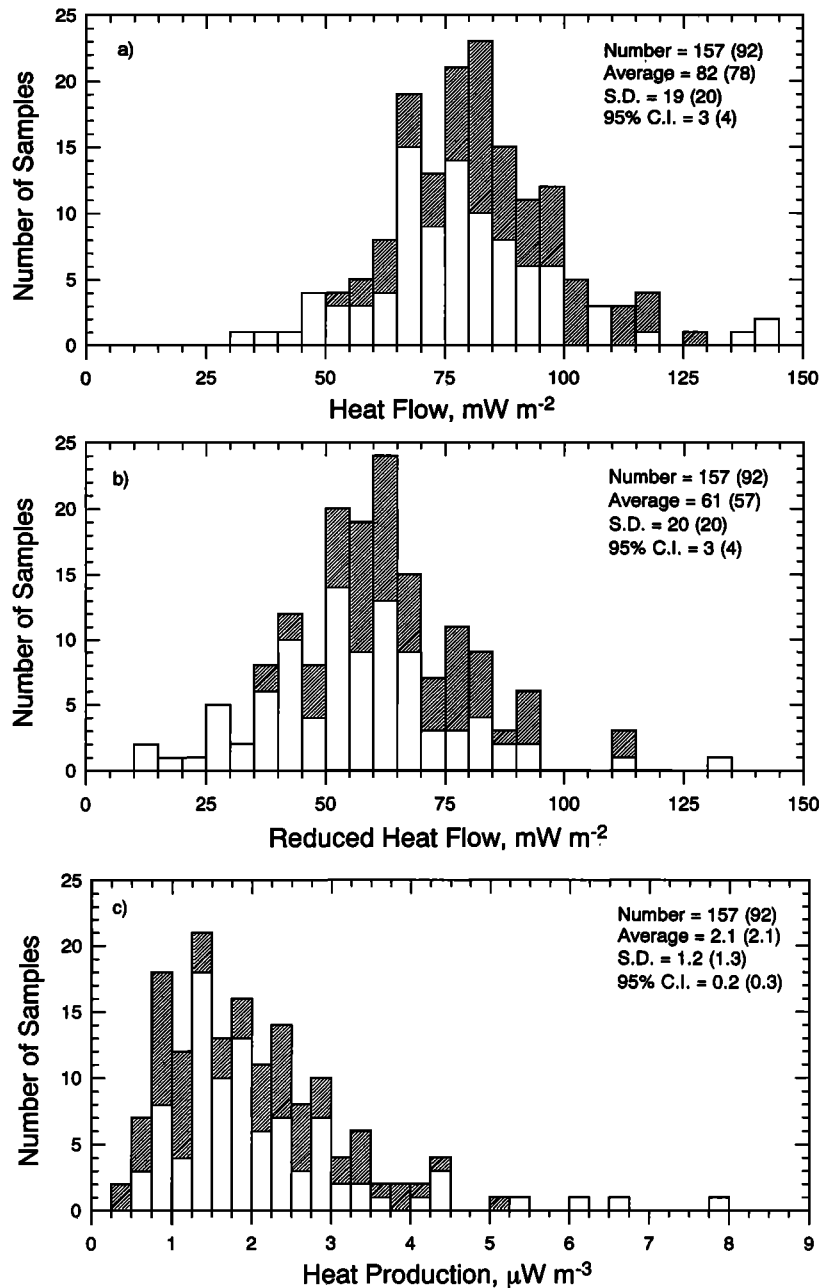 a)
Number = 157 (92)
Average = 82 (78)
S.D. = 19 (20)
95% C.I. = 3 (4)
Number of Samples
25
20
15
10
5
0
0 25 50 75 100 125 150
Heat Flow, mW m-2
b)
Number = 157 (92)
Average = 61 (57)
S.D. = 20 (20)
95% C.I. = 3 (4)
Number of Samples
25
20
15
10
5
0
0 25 50 75 100 125 150
Reduced Heat Flow, mW m-2
c)
Number = 157 (92)
Average = 2.1 (2.1)
S.D. = 1.2 (1.3)
95% C.I. = 0.2 (0.3)
Number of Samples
25
20
15
10
5
0
0 1 2 3 4 5 6 7 8 9
Heat Production, μW m-3